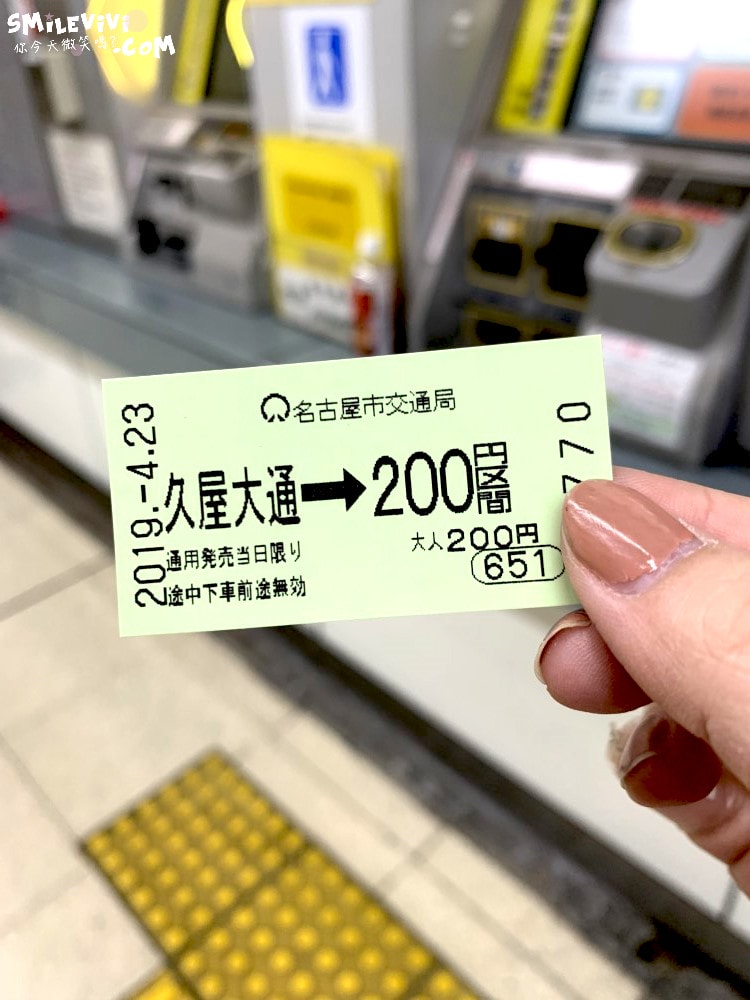 SMiLEViVi
你今天微笑嗎?
.COM
名古屋市交通局
2019.-4.23
久屋大通→200円区間
大人200円
通用発売当日限り
651
途中下車前途無効
770